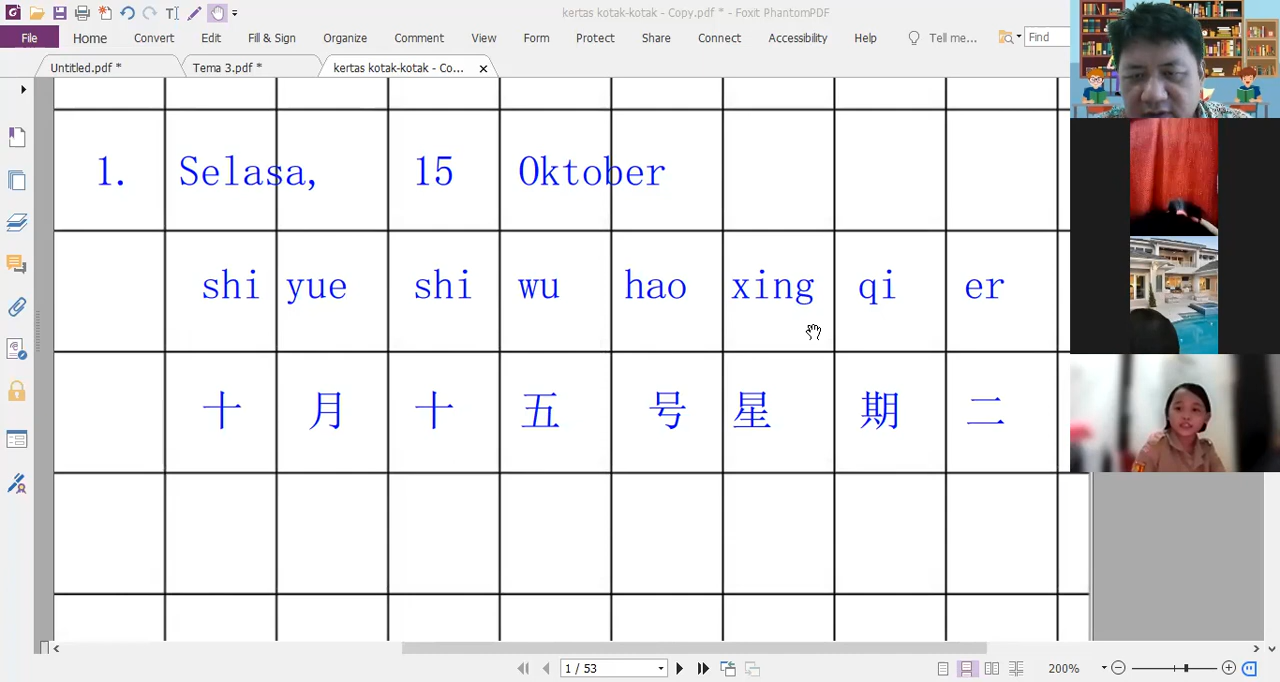 kertas kotak-kotak - Copy.pdf * - Foxit PhantomPDF
File Home Convert Organize Edit Fill & Sign Comment View Form Protect Share Connect Accessibility Help Tell me... Find
Untitled.pdf * Tema 3.pdf * kertas kotak-kotak - Co...
1. Selasa, 15 Oktober
shi yue shi wu hao xing qi er
十 月 十 五 号 星 期 二
1 / 53 200%